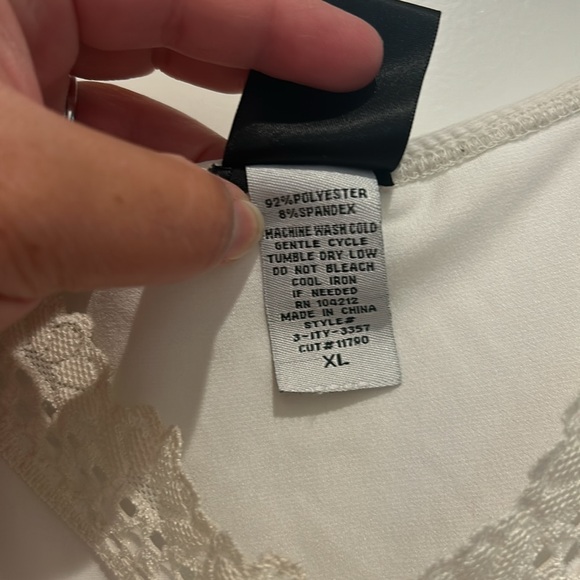 92%POLYESTER
8%SPANDEX
MACHINE WASH COLD
GENTLE CYCLE
TUMBLE DRY LOW
DO NOT BLEACH
COOL IRON
IF NEEDED
RN 104212
MADE IN CHINA
STYLE#
3-ITY-3357
CUT#11790
XL